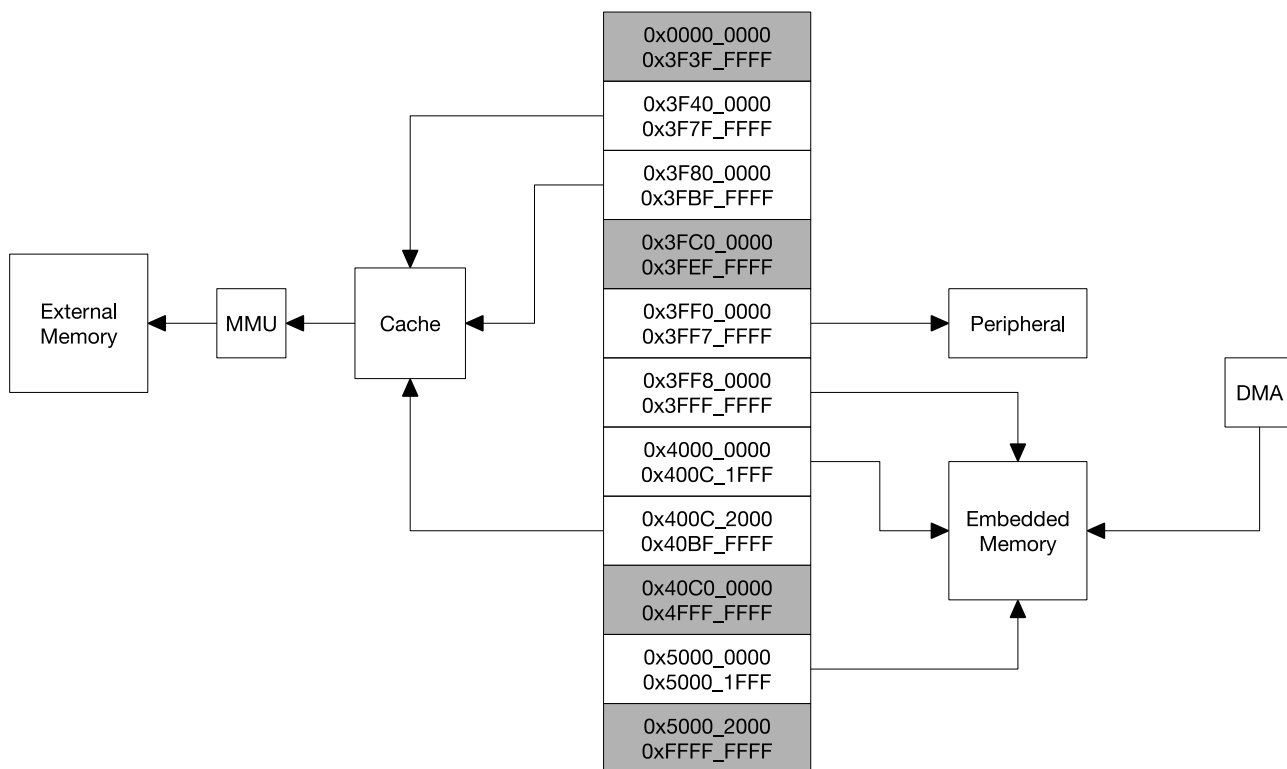 0x0000_0000
0x3F3F_FFFF
0x3F40_0000
0x3F7F_FFFF
0x3F80_0000
0x3FBF_FFFF
0x3FC0_0000
0x3FEF_FFFF
External
Memory
MMU
Cache
0x3FF0_0000
0x3FF7_FFFF
Peripheral
0x3FF8_0000
0x3FFF_FFFF
DMA
0x4000_0000
0x400C_1FFF
0x400C_2000
0x40BF_FFFF
Embedded
Memory
0x40C0_0000
0x4FFF_FFFF
0x5000_0000
0x5000_1FFF
0x5000_2000
0xFFFF_FFFF